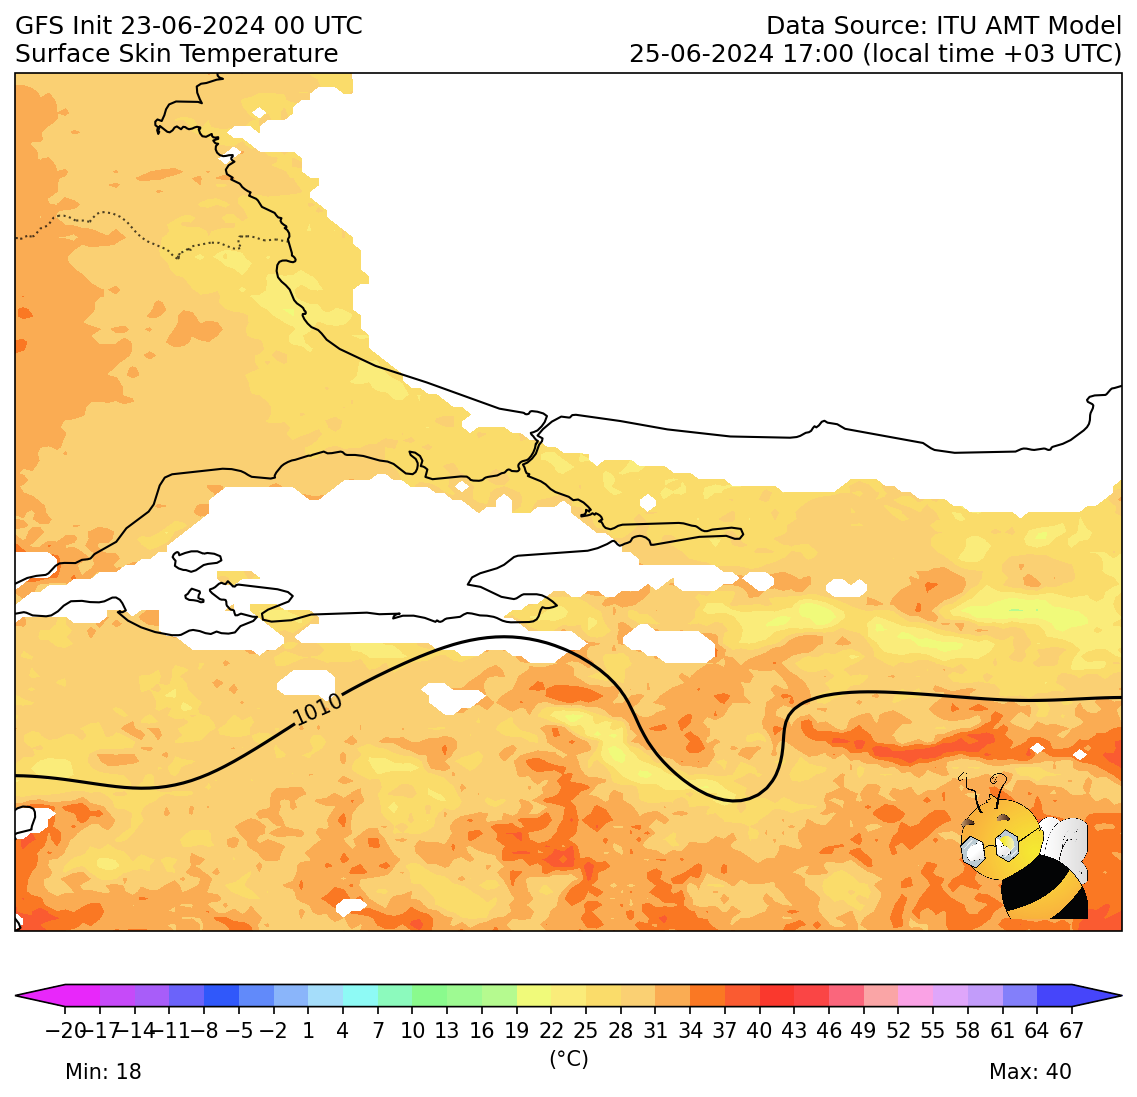 GFS Init 23-06-2024 00 UTC
Data Source: ITU AMT Model
Surface Skin Temperature
25-06-2024 17:00 (local time +03 UTC)
1010
−20 −17 −14 −11 −8 −5 −2 1 4 7 10 13 16 19 22 25 28 31 34 37 40 43 46 49 52 55 58 61 64 67
(°C)
Min: 18
Max: 40